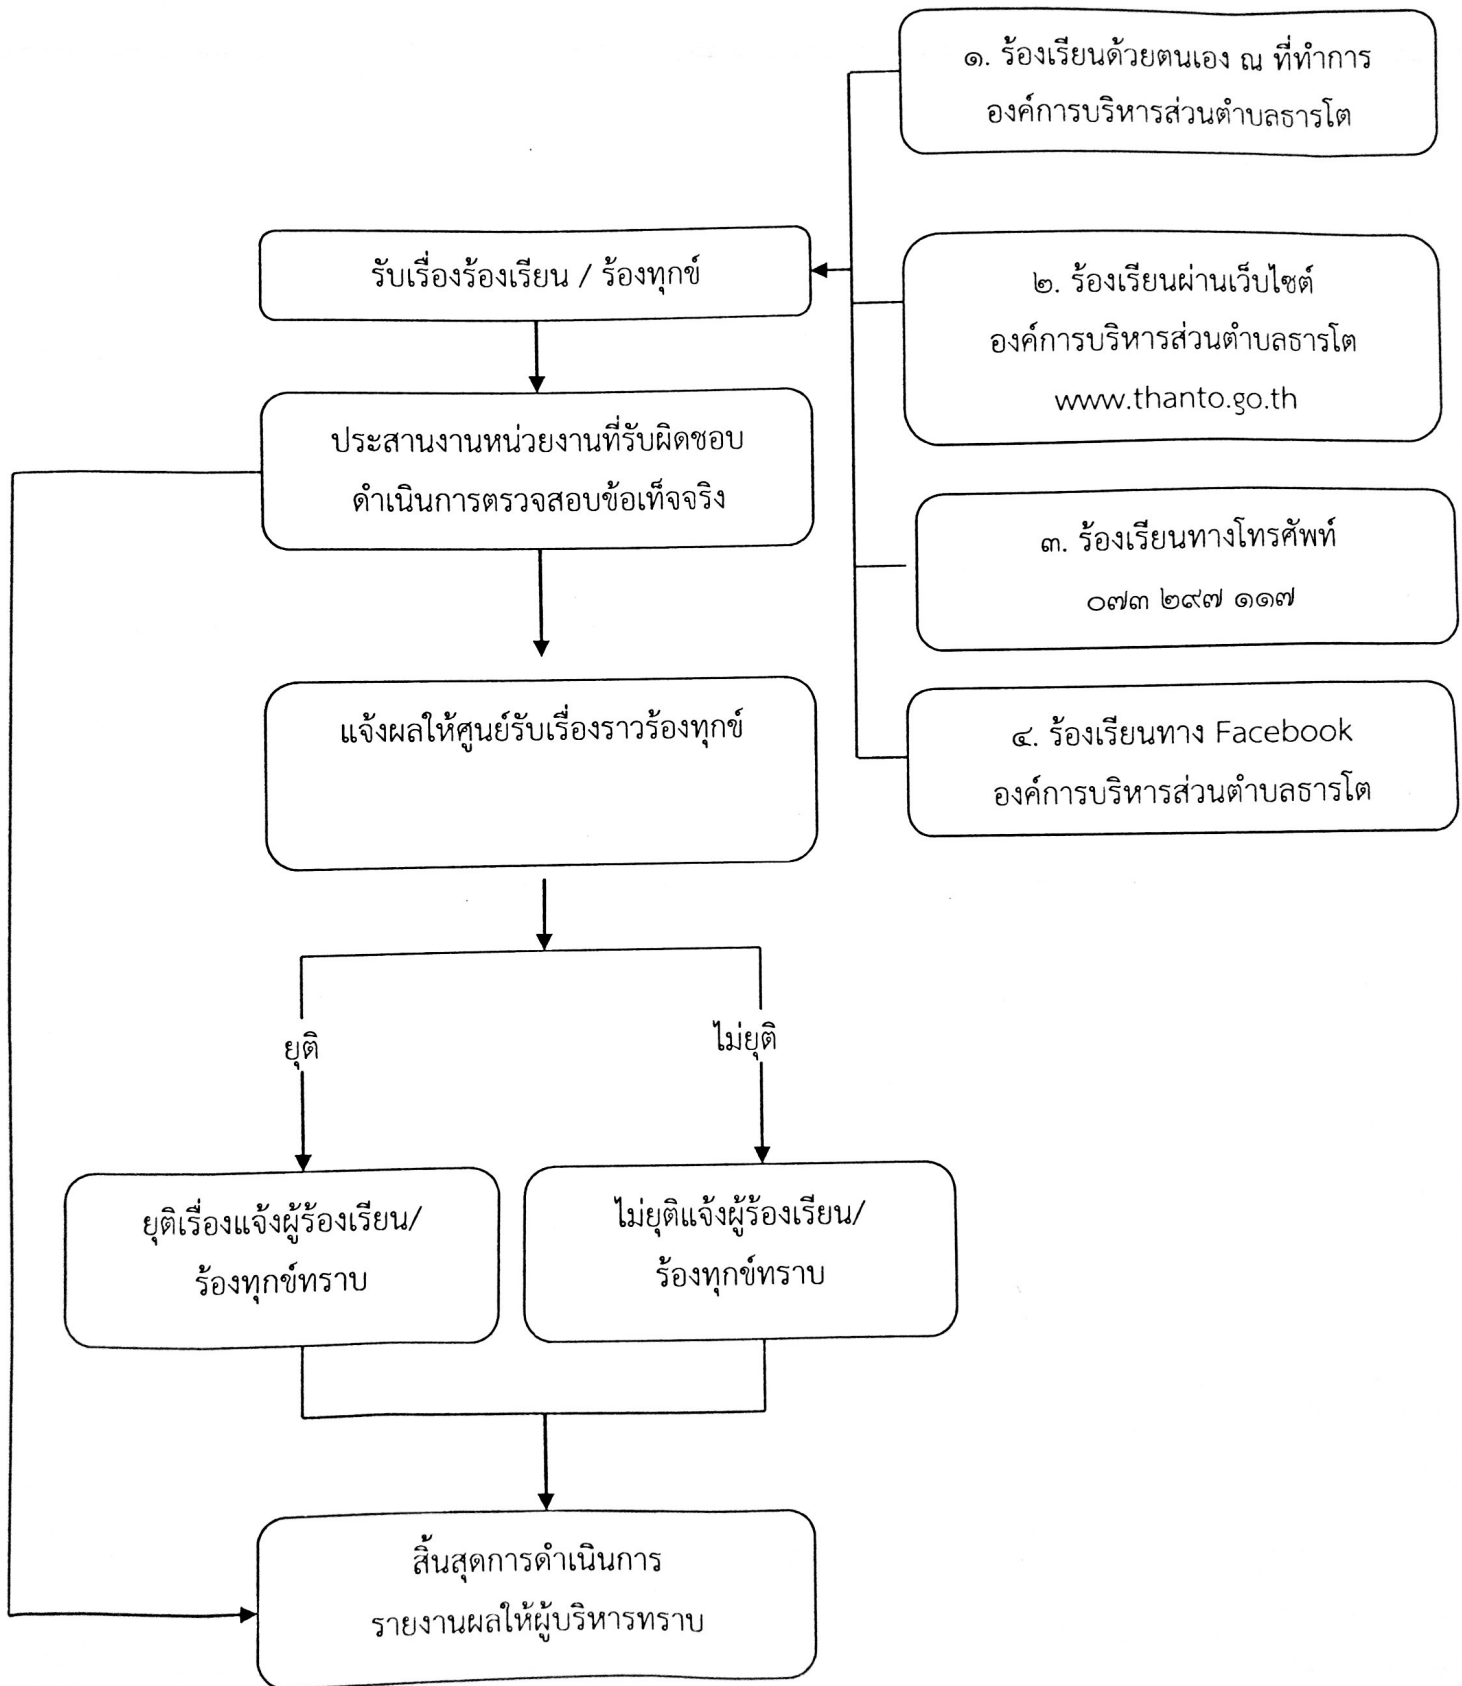 ๑. ร้องเรียนด้วยตนเอง ณ ที่ทำการ
องค์การบริหารส่วนตำบลธารโต
รับเรื่องร้องเรียน / ร้องทุกข์
๒. ร้องเรียนผ่านเว็บไซต์
องค์การบริหารส่วนตำบลธารโต
www.thanto.go.th
ประสานงานหน่วยงานที่รับผิดชอบ
ดำเนินการตรวจสอบข้อเท็จจริง
๓. ร้องเรียนทางโทรศัพท์
๐๗๓ ๒๙๗ ๑๑๗
แจ้งผลให้ศูนย์รับเรื่องราวร้องทุกข์
๔. ร้องเรียนทาง Facebook
องค์การบริหารส่วนตำบลธารโต
ยุติ
ไม่ยุติ
ยุติเรื่องแจ้งผู้ร้องเรียน/
ร้องทุกข์ทราบ
ไม่ยุติแจ้งผู้ร้องเรียน/
ร้องทุกข์ทราบ
สิ้นสุดการดำเนินการ
รายงานผลให้ผู้บริหารทราบ